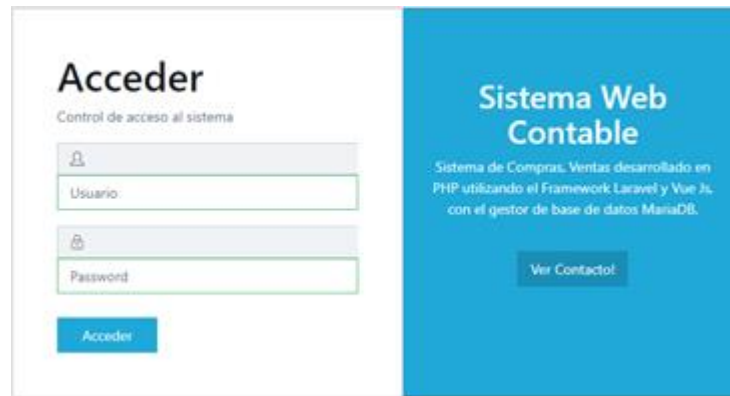 Acceder
Control de acceso al sistema
Usuario
Password
Acceder
Sistema Web
Contable
Sistema de Compras, Ventas desarrollado en
PHP utilizando el Framework Laravel y Vue Js,
con el gestor de base de datos MariaDB.
Ver Contacto!